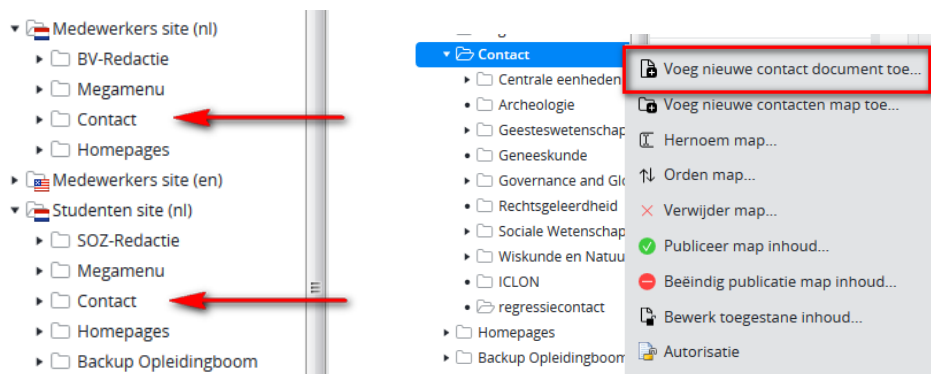 Medewerkers site (nl)
BV-Redactie
Megamenu
Contact
Homepages
Medewerkers site (en)
Studenten site (nl)
SOZ-Redactie
Megamenu
Contact
Homepages
Backup Opleidingboom
Contact
Centrale eenheden
Archeologie
Geesteswetenschap
Geneeskunde
Governance and Glo
Rechtsgeleerdheid
Sociale Wetenschap
Wiskunde en Natuu
ICLON
regressiecontact
Homepages
Backup Opleidingboom
Voeg nieuwe contact document toe...
Voeg nieuwe contacten map toe...
Hernoem map...
Orden map...
Verwijder map...
Publiceer map inhoud...
Beëindig publicatie map inhoud...
Bewerk toegestane inhoud...
Autorisatie